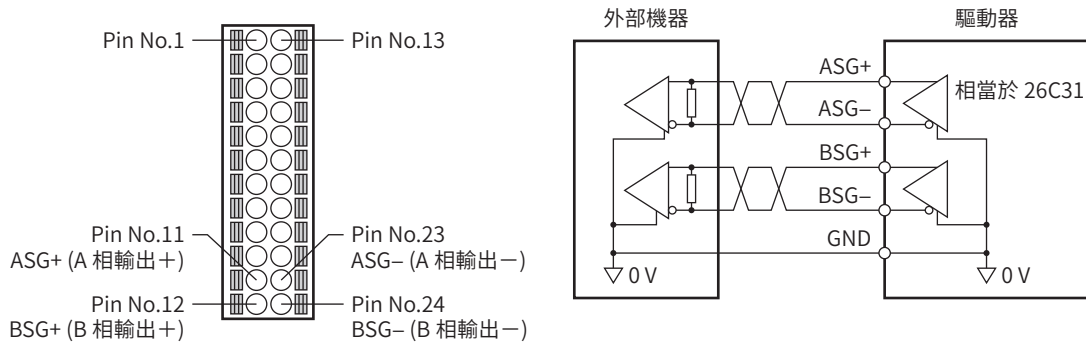 Pin No.1
Pin No.13
Pin No.11
ASG+ (A 相輸出＋)
Pin No.12
BSG+ (B 相輸出＋)
Pin No.23
ASG– (A 相輸出－)
Pin No.24
BSG– (B 相輸出－)
外部機器
驅動器
ASG+
ASG–
相當於 26C31
BSG+
BSG–
GND
0 V
0 V